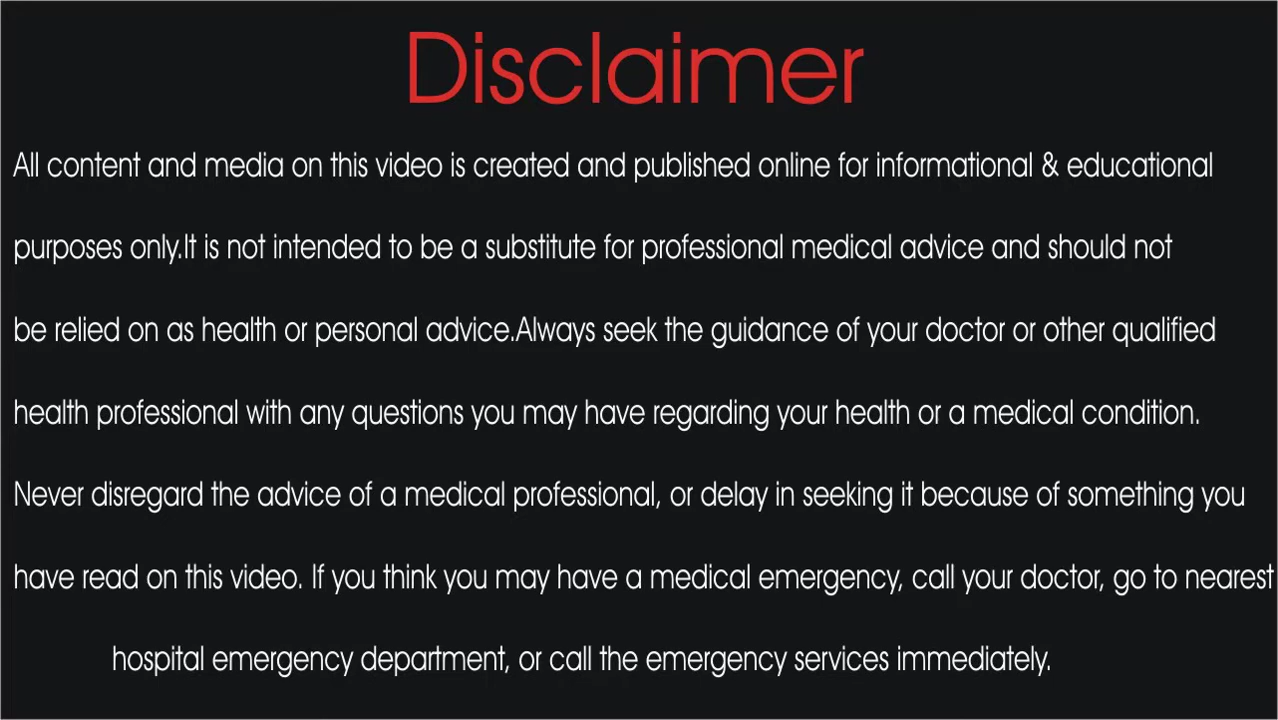 Disclaimer
All content and media on this video is created and published online for informational & educational
purposes only.It is not intended to be a substitute for professional medical advice and should not
be relied on as health or personal advice.Always seek the guidance of your doctor or other qualified
health professional with any questions you may have regarding your health or a medical condition.
Never disregard the advice of a medical professional, or delay in seeking it because of something you
have read on this video. If you think you may have a medical emergency, call your doctor, go to nearest
hospital emergency department, or call the emergency services immediately.